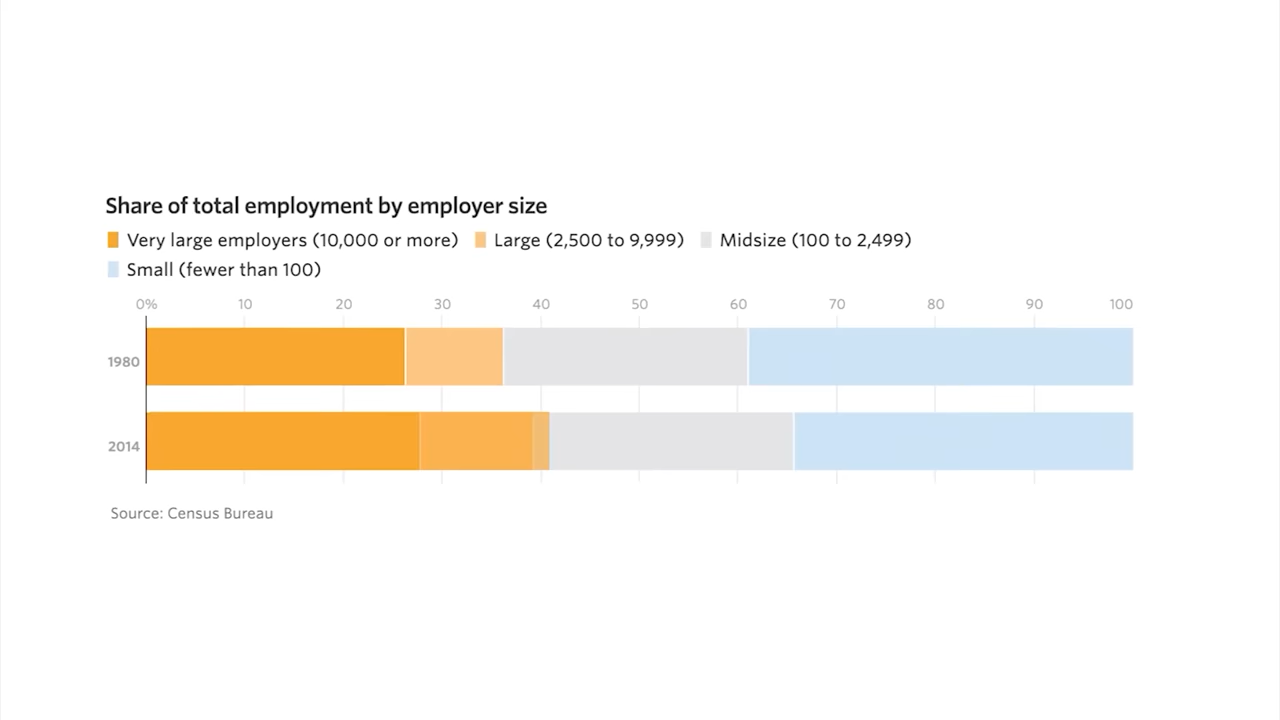 Share of total employment by employer size
Very large employers (10,000 or more) Large (2,500 to 9,999) Midsize (100 to 2,499)
Small (fewer than 100)
0% 10 20 30 40 50 60 70 80 90 100
1980
2014
Source: Census Bureau